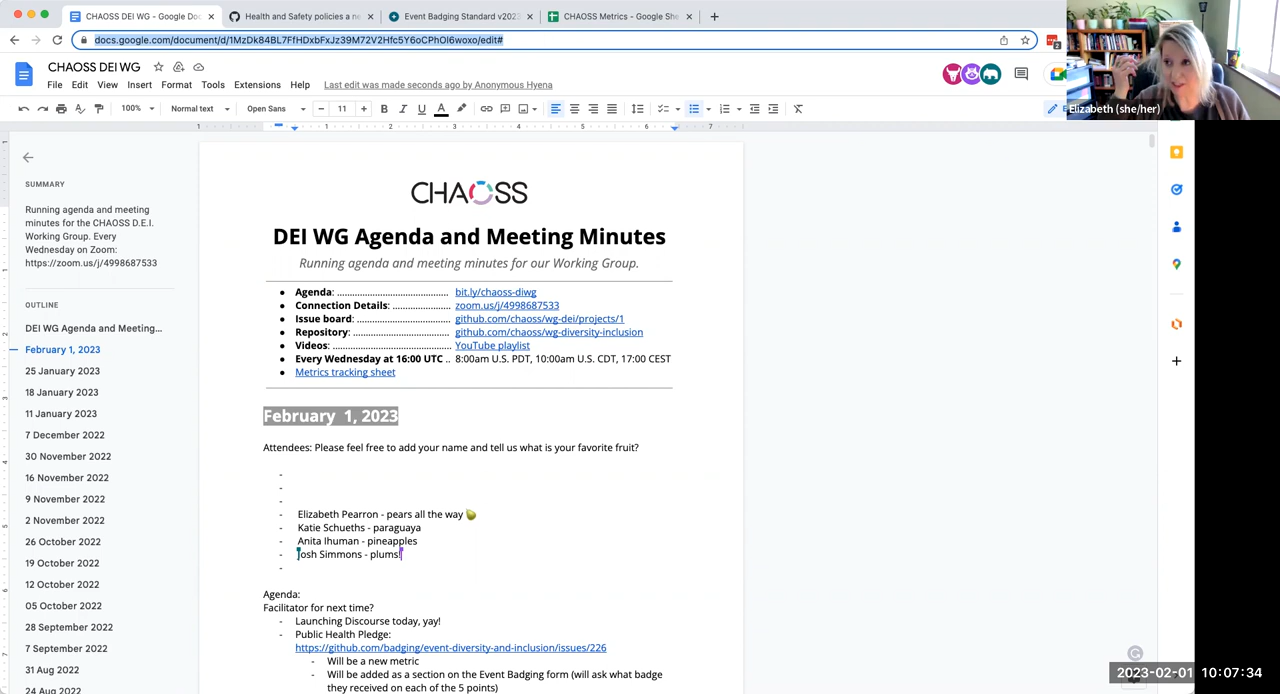 CHAOSS DEI WG - Google Doc
Health and Safety policies a ne
Event Badging Standard v2023
CHAOSS Metrics - Google She
docs.google.com/document/d/1MzDk84BL7FfHDxbFxJz39M72V2Hfc5Y6oCPhOI6woxo/edit#
2
Elizabeth (she/her)
CHAOSS DEI WG
File Edit View Insert Format Tools Extensions Help Last edit was made seconds ago by Anonymous Hyena
100% Normal text Open Sans 11
1 1 2 3 4 5 6 7
SUMMARY
Running agenda and meeting
minutes for the CHAOSS D.E.I.
Working Group. Every
Wednesday on Zoom:
https://zoom.us/j/4998687533
OUTLINE
DEI WG Agenda and Meeting...
February 1, 2023
25 January 2023
18 January 2023
11 January 2023
7 December 2022
30 November 2022
16 November 2022
9 November 2022
2 November 2022
26 October 2022
19 October 2022
12 October 2022
05 October 2022
28 September 2022
7 September 2022
31 Aug 2022
24 Aug 2022
CHAOSS
DEI WG Agenda and Meeting Minutes
Running agenda and meeting minutes for our Working Group.
● Agenda: .......................................... bit.ly/chaoss-diwg
● Connection Details: ...................... zoom.us/j/4998687533
● Issue board: ................................... github.com/chaoss/wg-dei/projects/1
● Repository: .................................... github.com/chaoss/wg-diversity-inclusion
● Videos: ........................................... YouTube playlist
● Every Wednesday at 16:00 UTC .. 8:00am U.S. PDT, 10:00am U.S. CDT, 17:00 CEST
● Metrics tracking sheet
February 1, 2023
Attendees: Please feel free to add your name and tell us what is your favorite fruit?
-
-
-
- Elizabeth Pearron - pears all the way 🍐
- Katie Schueths - paraguaya
- Anita Ihuman - pineapples
- Josh Simmons - plums!
-
Agenda:
Facilitator for next time?
- Launching Discourse today, yay!
- Public Health Pledge:
https://github.com/badging/event-diversity-and-inclusion/issues/226
- Will be a new metric
- Will be added as a section on the Event Badging form (will ask what badge
they received on each of the 5 points)
2023-02-01 10:07:34